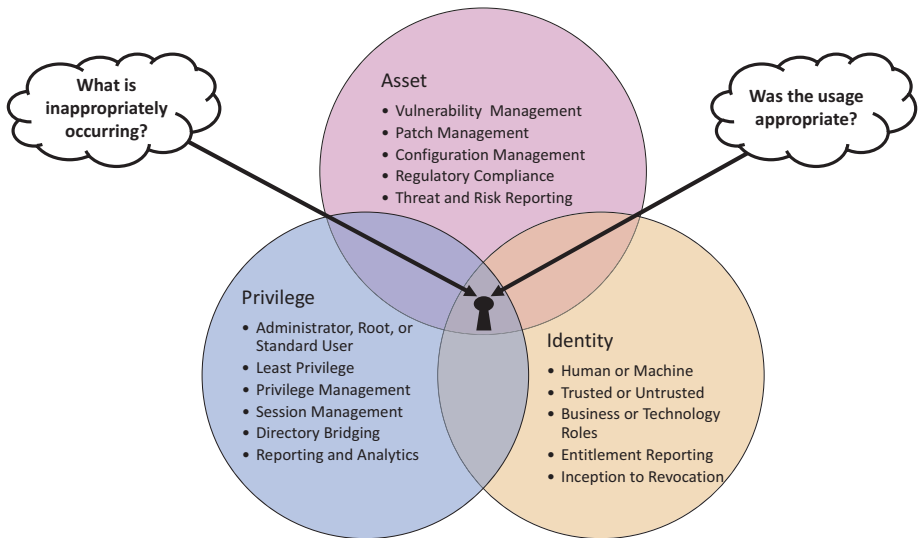 What is
inappropriately
occurring?
Was the usage
appropriate?
Asset
• Vulnerability Management
• Patch Management
• Configuration Management
• Regulatory Compliance
• Threat and Risk Reporting
Privilege
• Administrator, Root, or
Standard User
• Least Privilege
• Privilege Management
• Session Management
• Directory Bridging
• Reporting and Analytics
Identity
• Human or Machine
• Trusted or Untrusted
• Business or Technology
Roles
• Entitlement Reporting
• Inception to Revocation